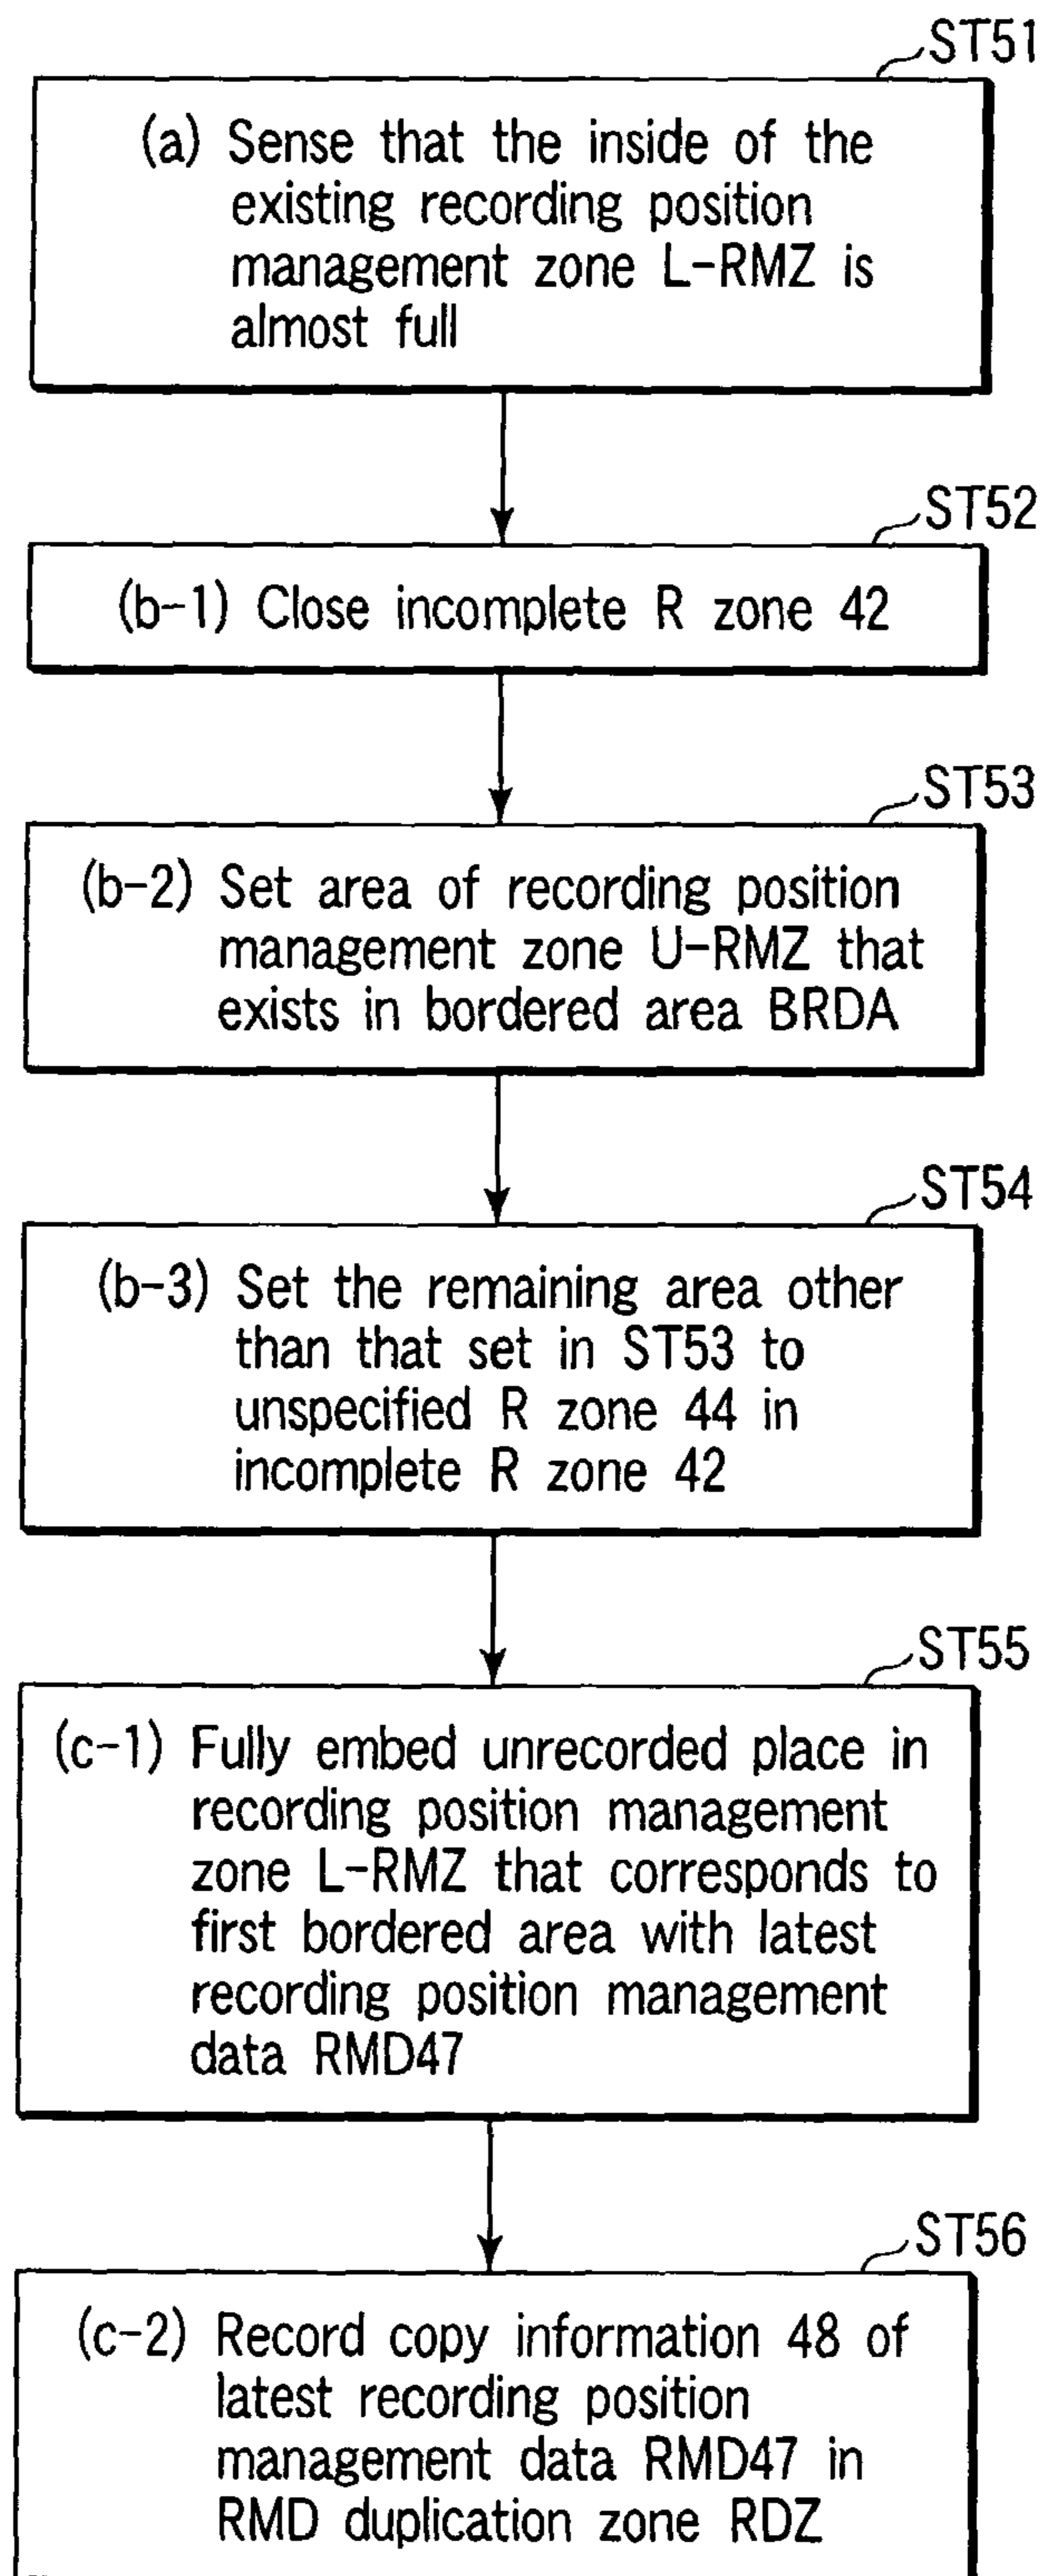 ST51
(a) Sense that the inside of the
existing recording position
management zone L-RMZ is
almost full
ST52
(b-1) Close incomplete R zone 42
ST53
(b-2) Set area of recording position
management zone U-RMZ that
exists in bordered area BRDA
ST54
(b-3) Set the remaining area other
than that set in ST53 to
unspecified R zone 44 in
incomplete R zone 42
ST55
(c-1) Fully embed unrecorded place in
recording position management
zone L-RMZ that corresponds to
first bordered area with latest
recording position management
data RMD47
ST56
(c-2) Record copy information 48 of
latest recording position
management data RMD47 in
RMD duplication zone RDZ